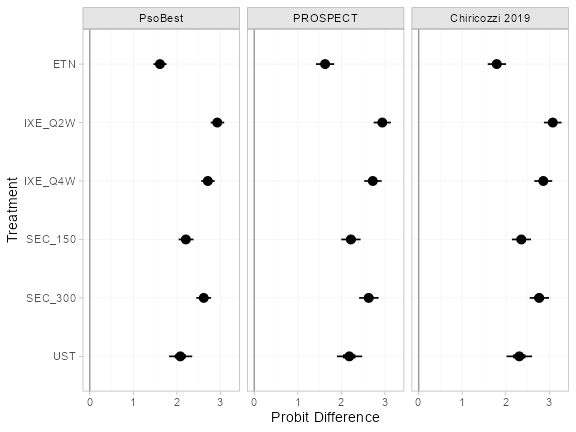 PsoBest PROSPECT Chiricozzi 2019
Treatment
ETN
IXE_Q2W
IXE_Q4W
SEC_150
SEC_300
UST
0 1 2 3 0 1 2 3 0 1 2 3
Probit Difference